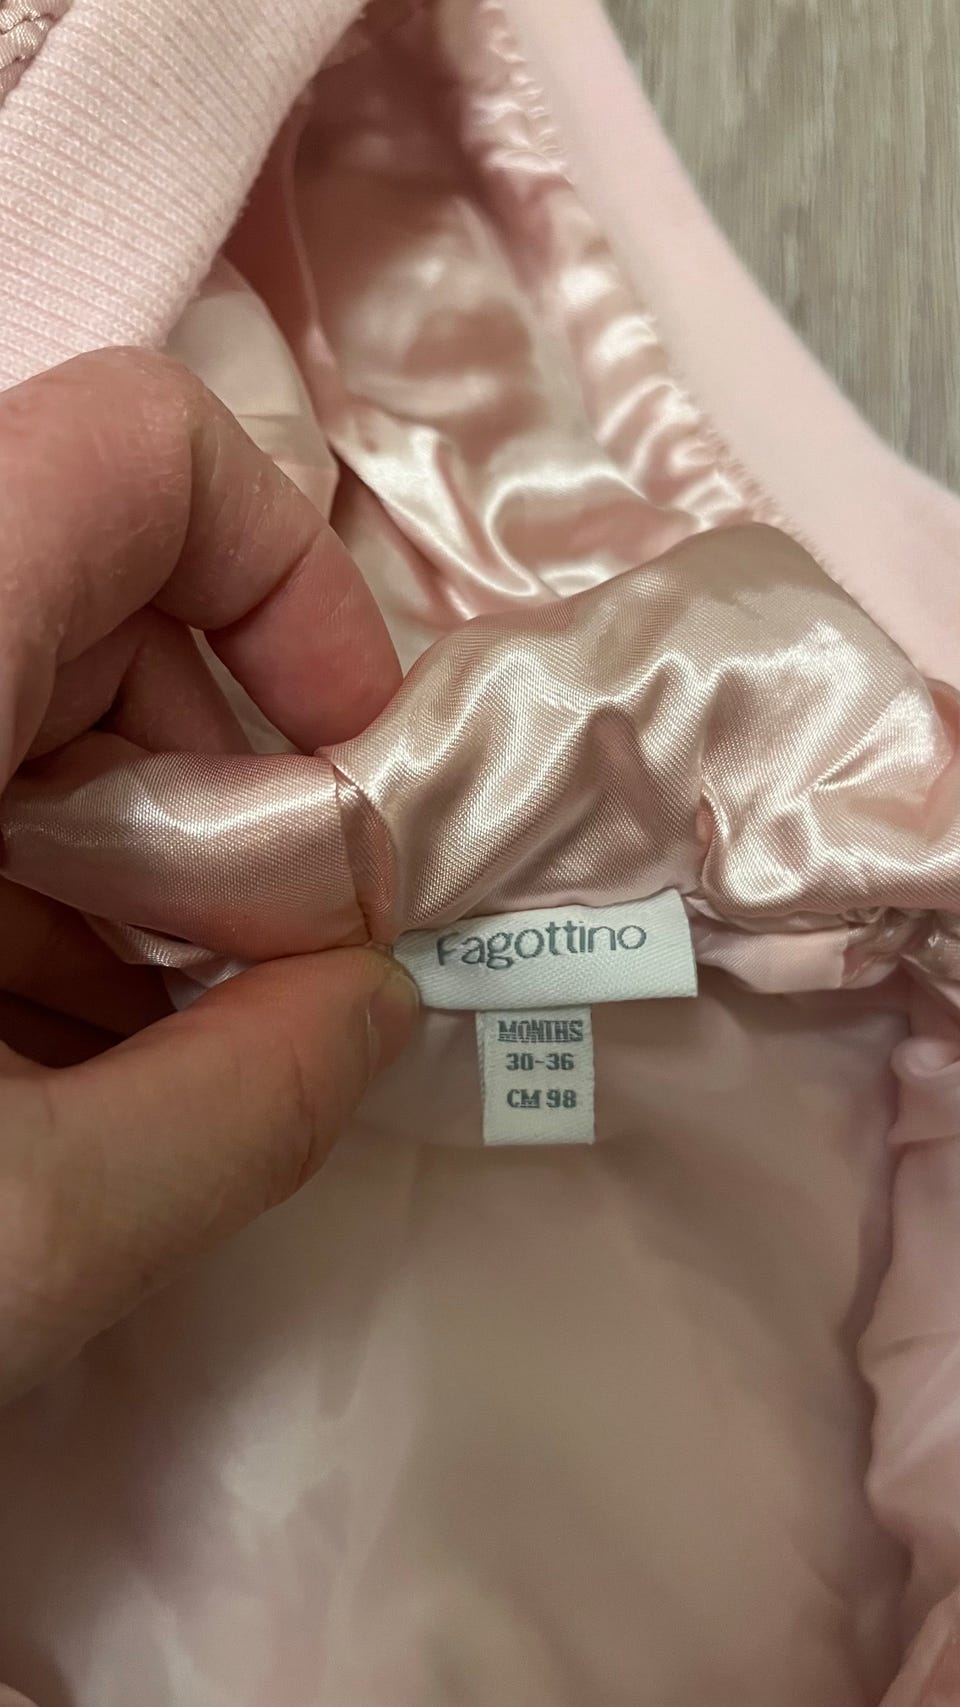 Fagottino
MONTHS
30-36
CM 98